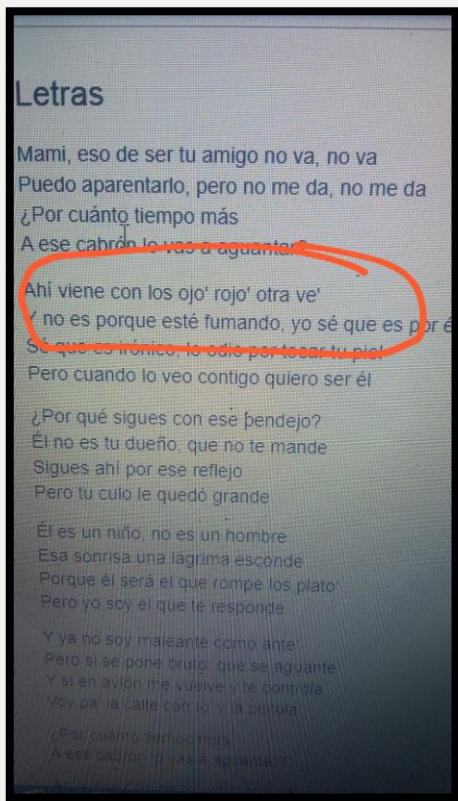 Letras
Mami, eso de ser tu amigo no va, no va
Puedo aparentarlo, pero no me da, no me da
¿Por cuánto tiempo más
A ese cabrón lo vas a aguantar?
Ahí viene con los ojo' rojo' otra ve'
Y no es porque esté fumando, yo sé que es por é
Sé que es irónico, lo odio por tocar tu piel
Pero cuando lo veo contigo quiero ser él
¿Por qué sigues con ese pendejo?
Él no es tu dueño, que no te mande
Sigues ahí por ese reflejo
Pero tu culo le quedó grande
Él es un niño, no es un hombre
Esa sonrisa una lágrima esconde
Porque él será el que rompe los plato'
Pero yo soy el que te responde
Y ya no soy maleante como ante'
Pero si se pone bruto, que se aguante
Y si en avión me vuelve y te controla
Voy pa' la calle con to' y la pistola
¿Por cuánto tiempo más
A ese cabrón lo vas a aguantar?